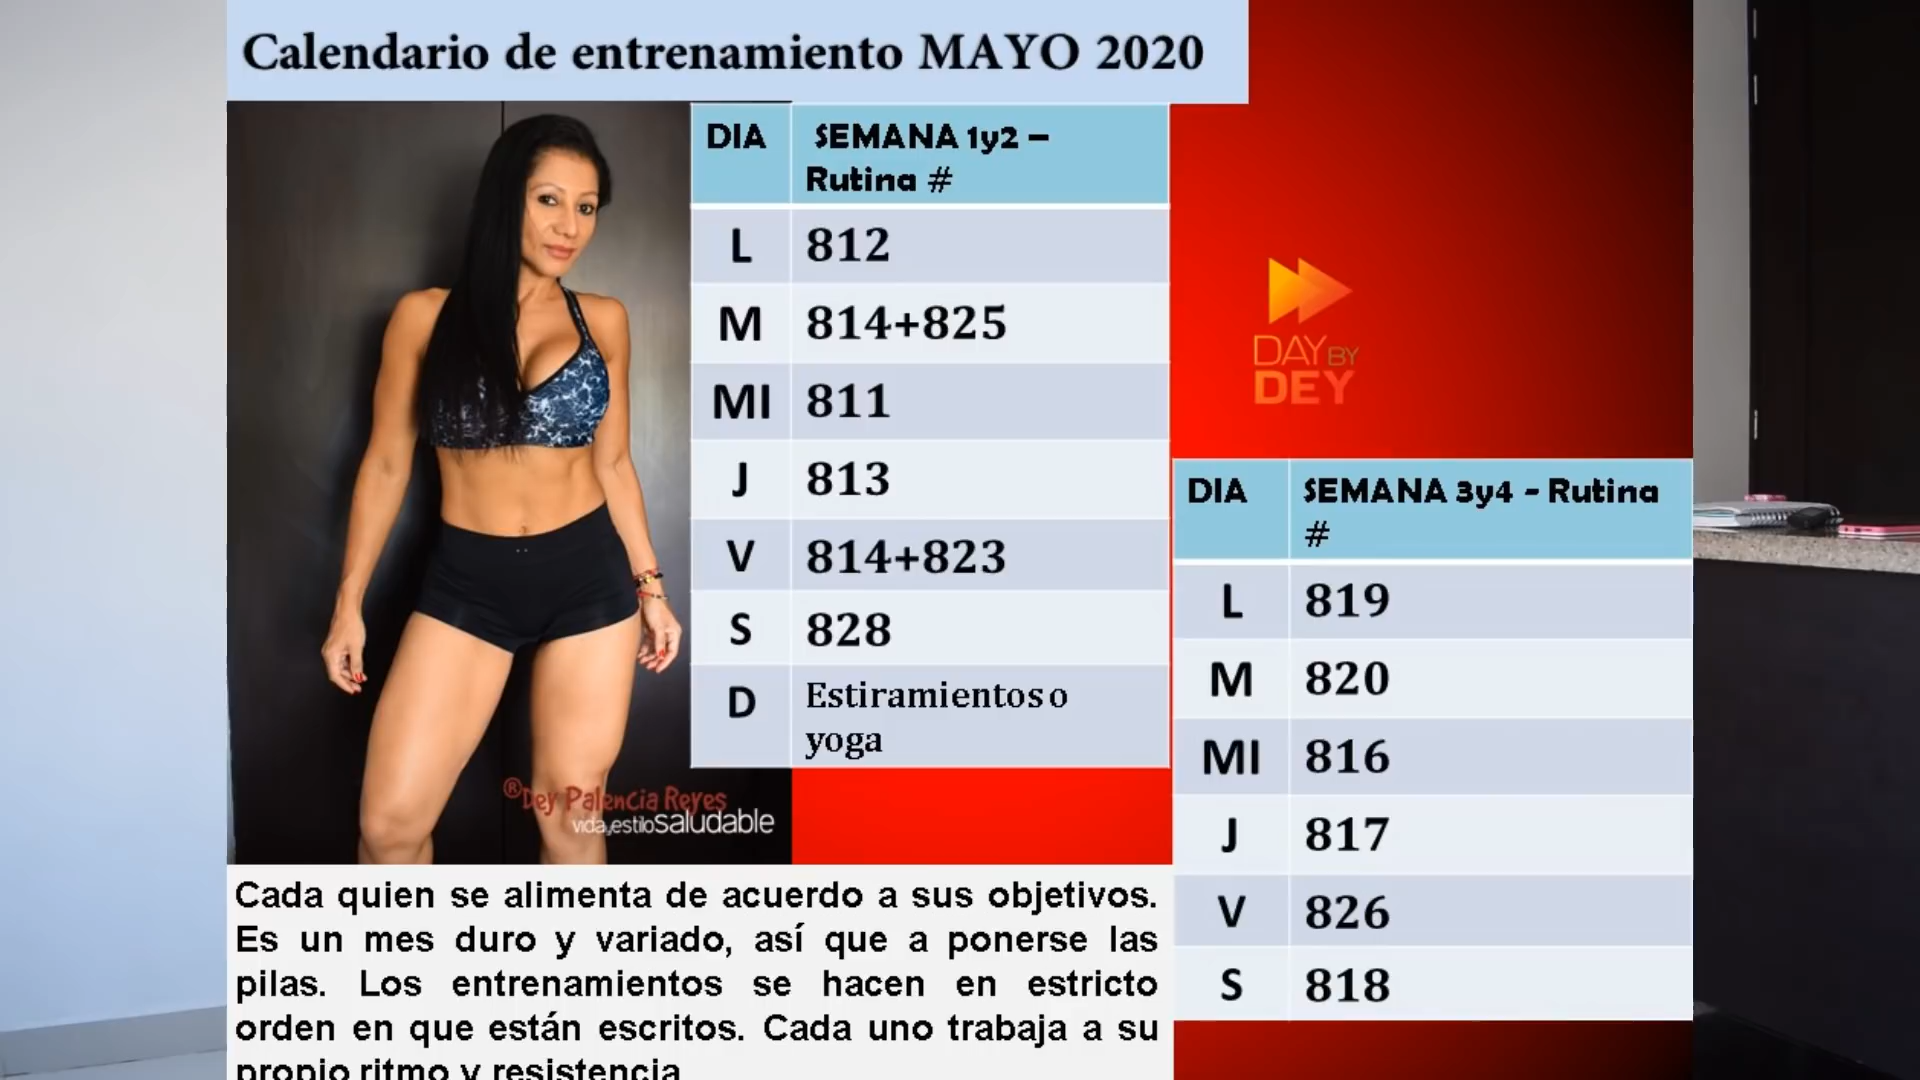 Calendario de entrenamiento MAYO 2020
DIA
SEMANA 1y2 –
Rutina #
L 812
M 814+825
MI 811
J 813
V 814+823
S 828
D Estiramientos o
yoga
®Dey Palencia Reyes
vidayestilosaludable
DAY BY
DEY
DIA
SEMANA 3y4 - Rutina
#
L 819
M 820
MI 816
J 817
V 826
S 818
Cada quien se alimenta de acuerdo a sus objetivos.
Es un mes duro y variado, así que a ponerse las
pilas. Los entrenamientos se hacen en estricto
orden en que están escritos. Cada uno trabaja a su
propio ritmo y resistencia